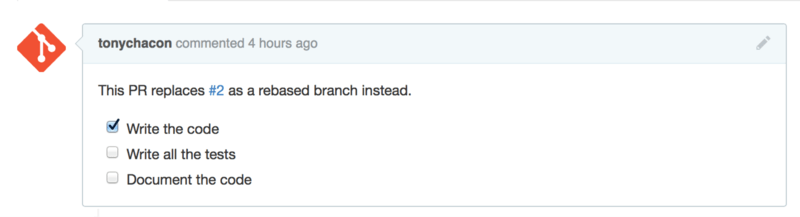 tonychacon commented 4 hours ago
This PR replaces #2 as a rebased branch instead.
Write the code
Write all the tests
Document the code